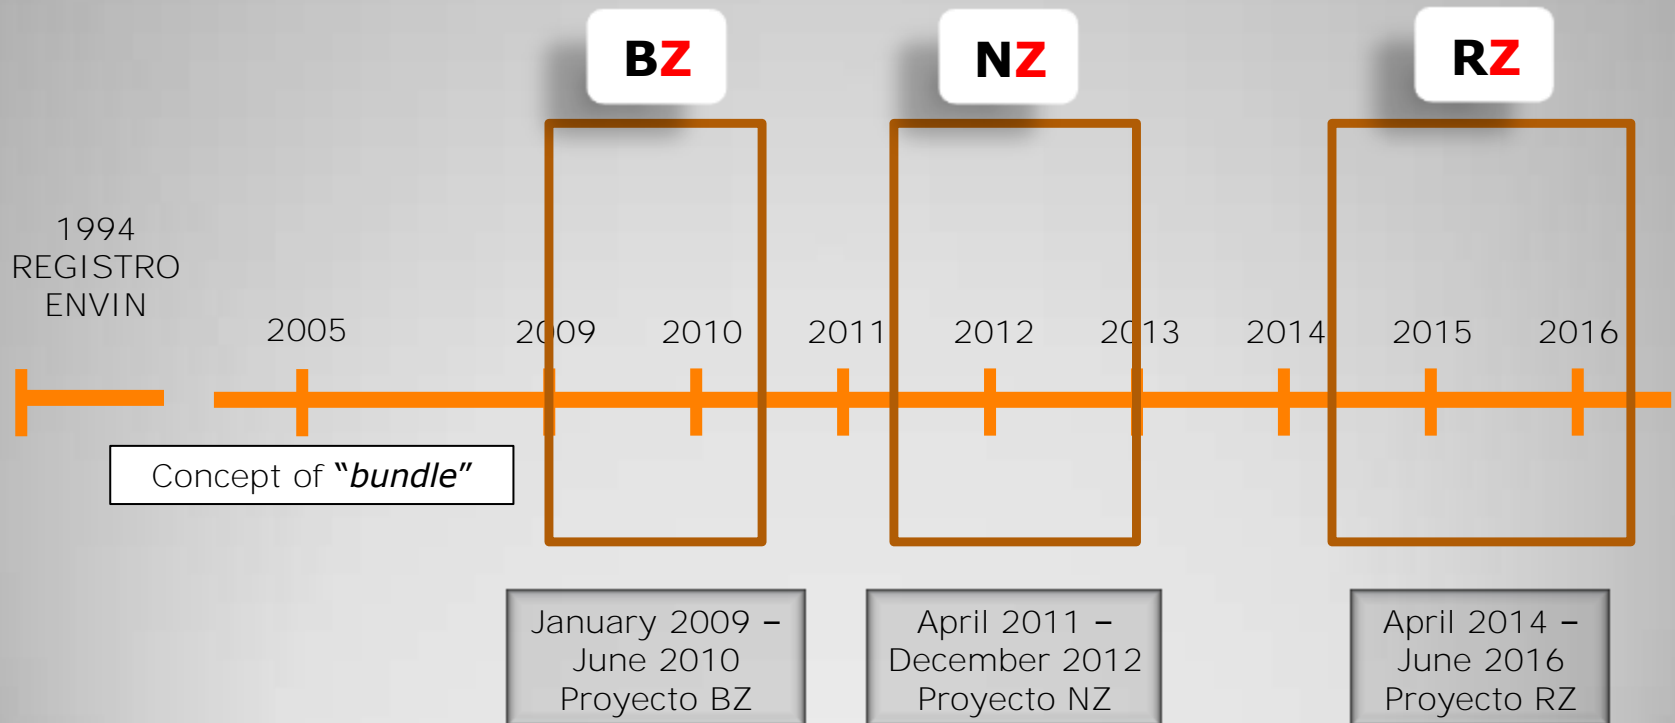 BZ
NZ
RZ
1994
REGISTRO
ENVIN
2005
2009
2010
2011
2012
2013
2014
2015
2016
Concept of “bundle”
January 2009 –
June 2010
Proyecto BZ
April 2011 –
December 2012
Proyecto NZ
April 2014 –
June 2016
Proyecto RZ